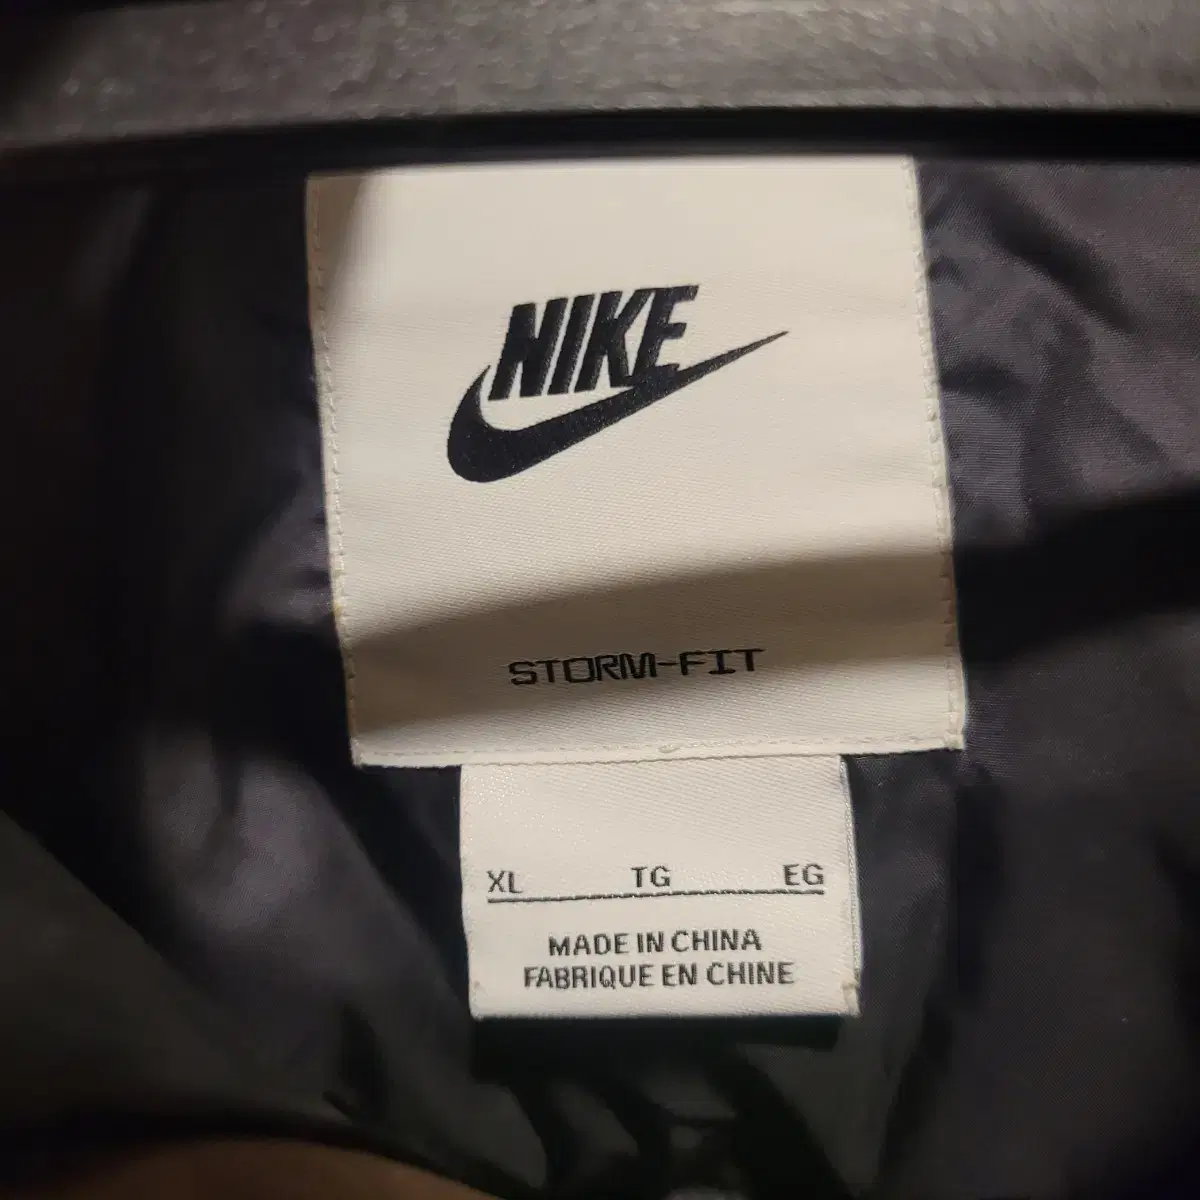 NIKE
STORM-FIT
XL TG EG
MADE IN CHINA
FABRIQUE EN CHINE